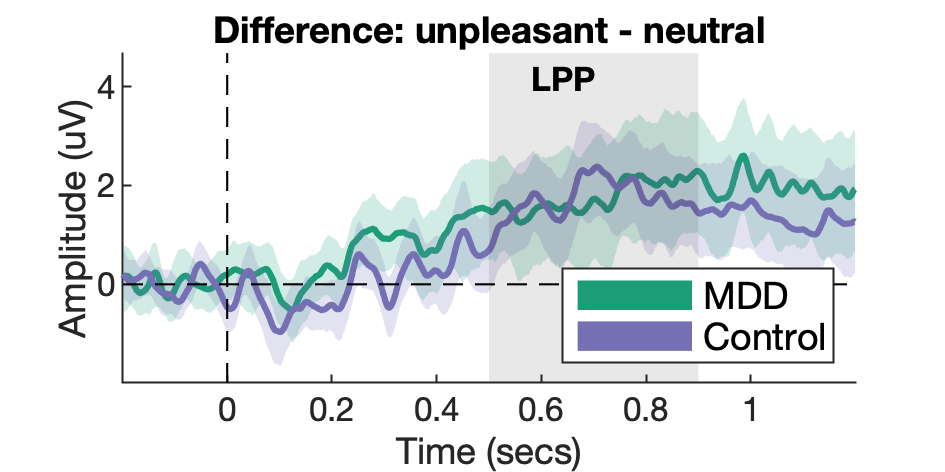 Difference: unpleasant - neutral
LPP
4
2
0
Amplitude (uV)
MDD
Control
0 0.2 0.4 0.6 0.8 1
Time (secs)